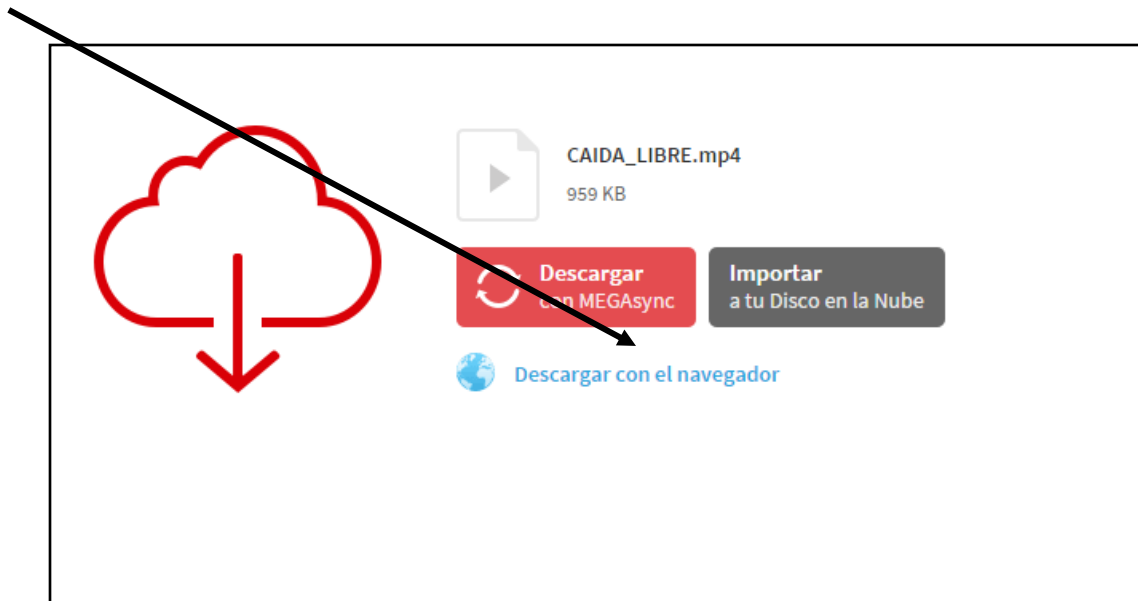 CAIDA_LIBRE.mp4
959 KB
Descargar
con MEGAsync
Importar
a tu Disco en la Nube
Descargar con el navegador